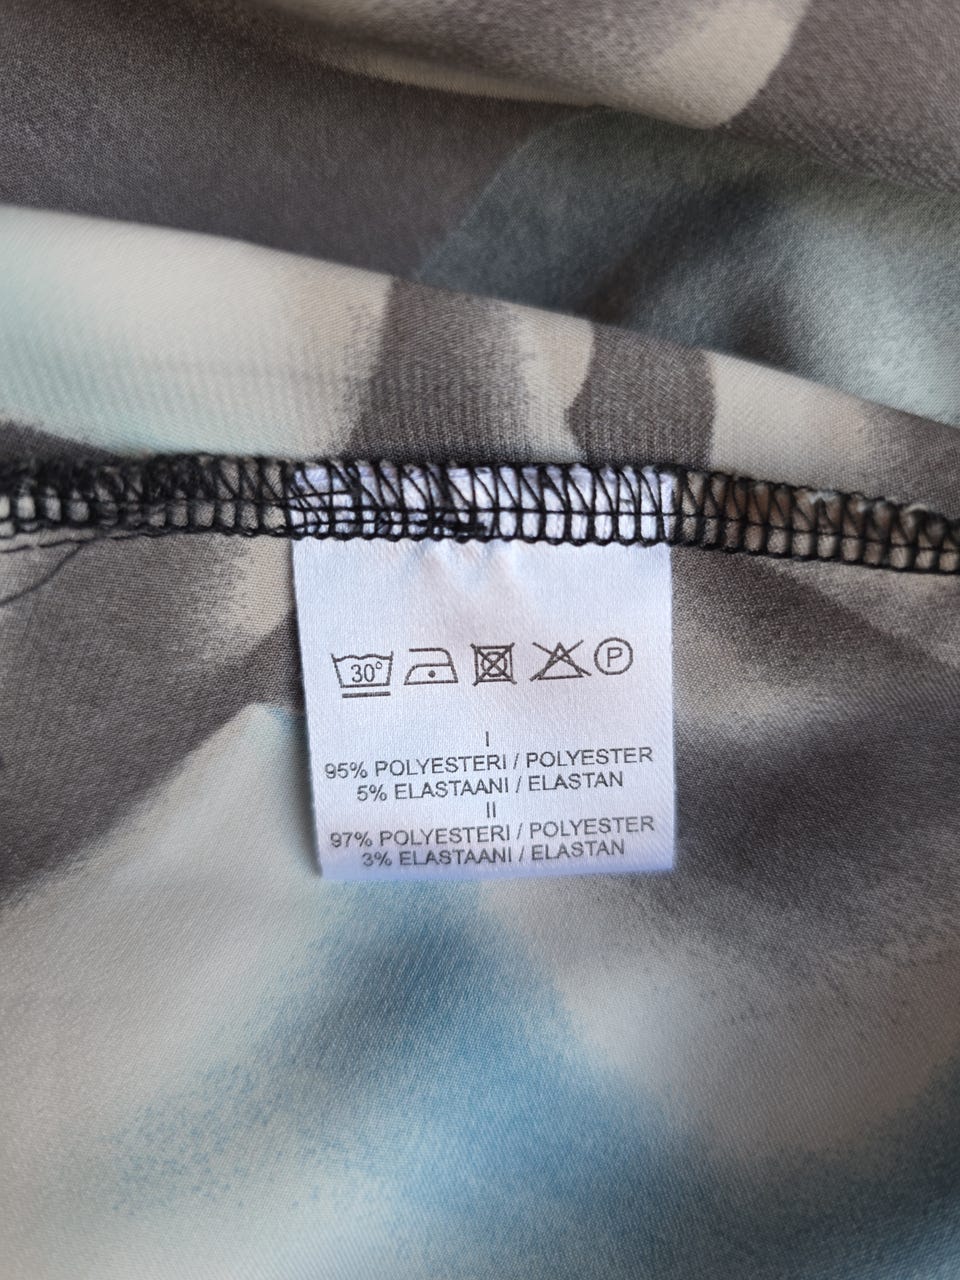 30°
P
I
95% POLYESTERI / POLYESTER
5% ELASTAANI / ELASTAN
II
97% POLYESTERI / POLYESTER
3% ELASTAANI / ELASTAN